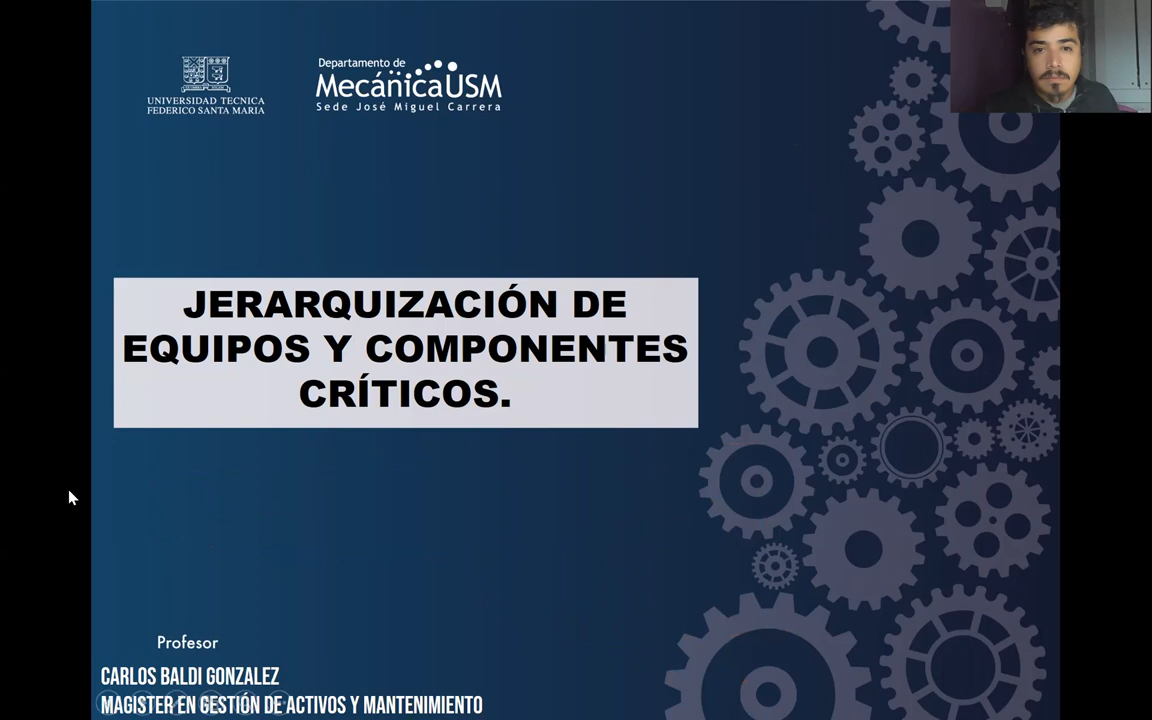 UNIVERSIDAD TECNICA
FEDERICO SANTA MARIA
Departamento de
MecánicaUSM
Sede José Miguel Carrera
JERARQUIZACIÓN DE
EQUIPOS Y COMPONENTES
CRÍTICOS.
Profesor
CARLOS BALDI GONZALEZ
MAGISTER EN GESTIÓN DE ACTIVOS Y MANTENIMIENTO